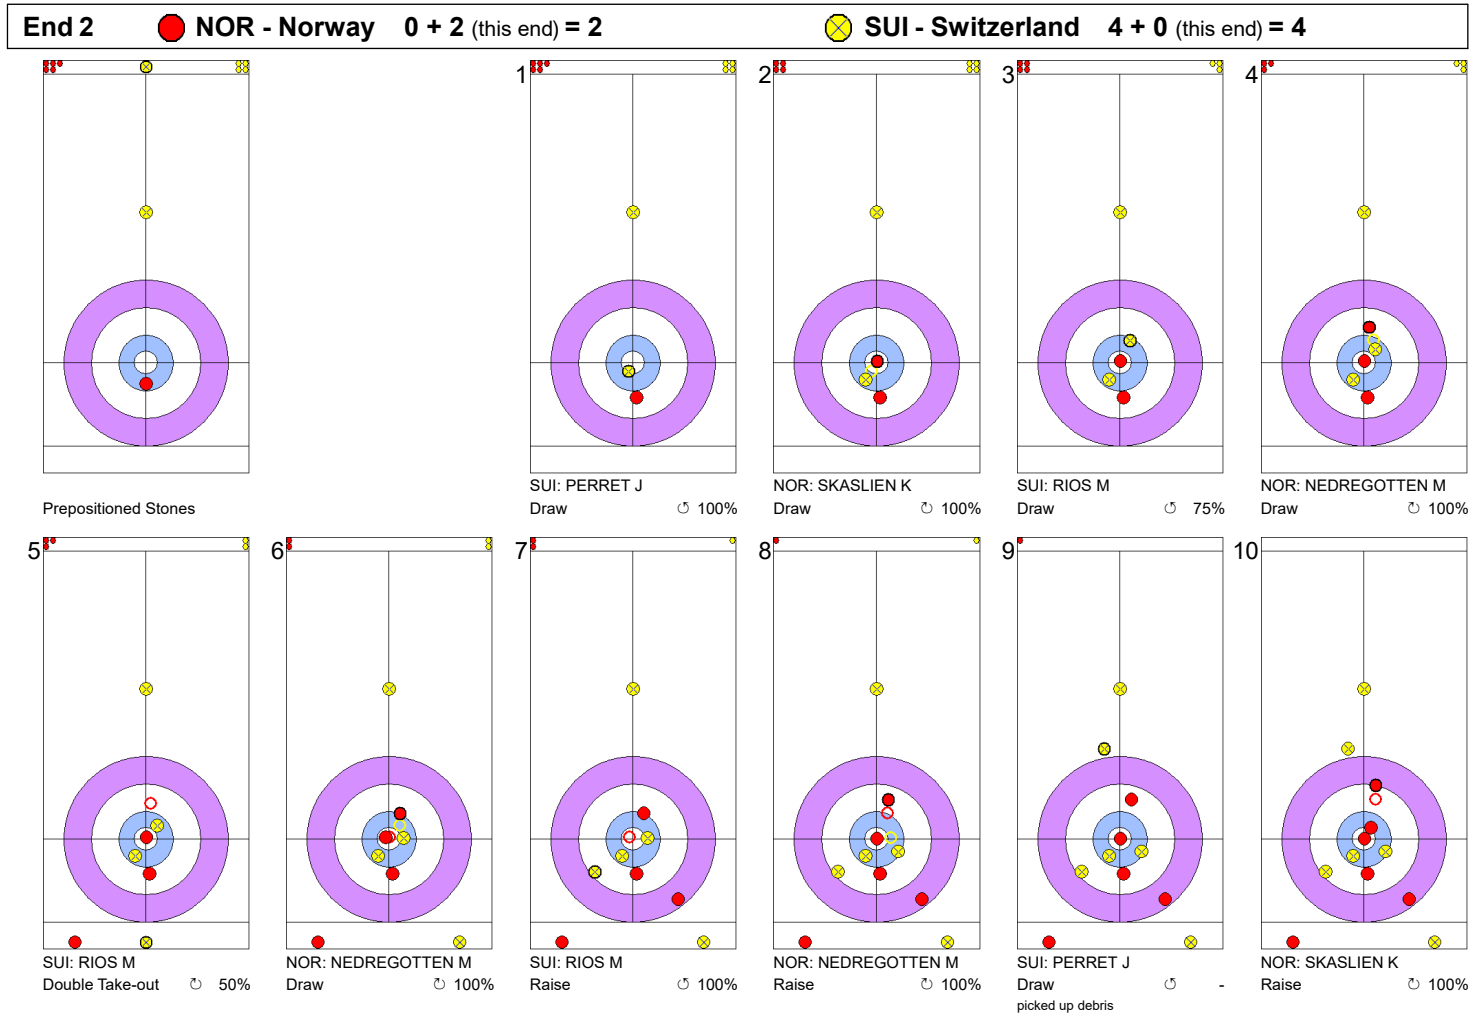 End 2 NOR - Norway 0 + 2 (this end) = 2 SUI - Switzerland 4 + 0 (this end) = 4
1 2 3 4
SUI: PERRET J NOR: SKASLIEN K SUI: RIOS M NOR: NEDREGOTTEN M
Prepositioned Stones Draw 100% Draw 100% Draw 75% Draw 100%
5 6 7 8 9 10
SUI: RIOS M NOR: NEDREGOTTEN M SUI: RIOS M NOR: NEDREGOTTEN M SUI: PERRET J NOR: SKASLIEN K
Double Take-out 50% Draw 100% Raise 100% Raise 100% Draw - Raise 100%
picked up debris